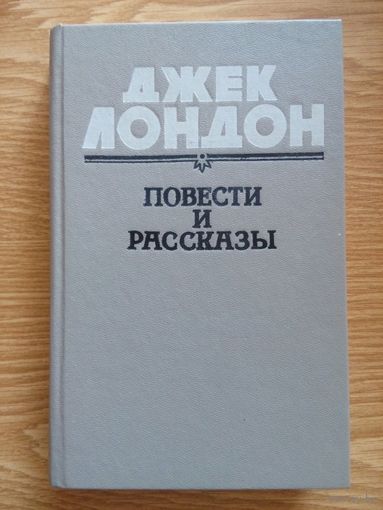 ДЖЕК
ЛОНДОН
ПОВЕСТИ
И
РАССКАЗЫ